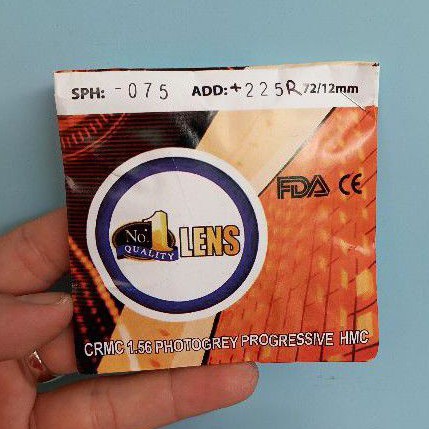 SPH: -075 ADD: +225R 72/12mm
FDA CE
No. 1
QUALITY LENS
CRMC 1.56 PHOTOGREY PROGRESSIVE HMC